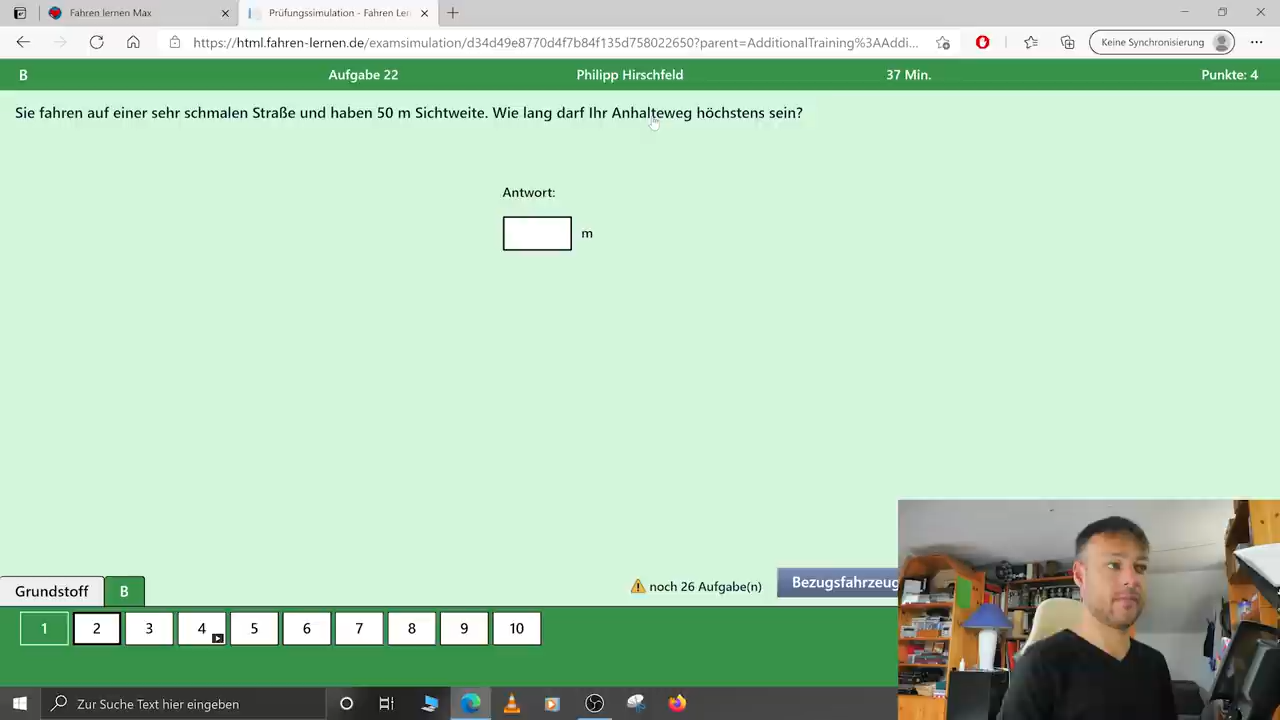 Fahren lernen Max
Prüfungssimulation - Fahren Ler
https://html.fahren-lernen.de/examsimulation/d34d49e8770d4f7b84f135d758022650?parent=AdditionalTraining%3AAddi...
Keine Synchronisierung
B
Aufgabe 22
Philipp Hirschfeld
37 Min.
Punkte: 4
Sie fahren auf einer sehr schmalen Straße und haben 50 m Sichtweite. Wie lang darf Ihr Anhalteweg höchstens sein?
Antwort:
m
Grundstoff
B
noch 26 Aufgabe(n)
Bezugsfahrzeug
1 2 3 4 5 6 7 8 9 10
Zur Suche Text hier eingeben